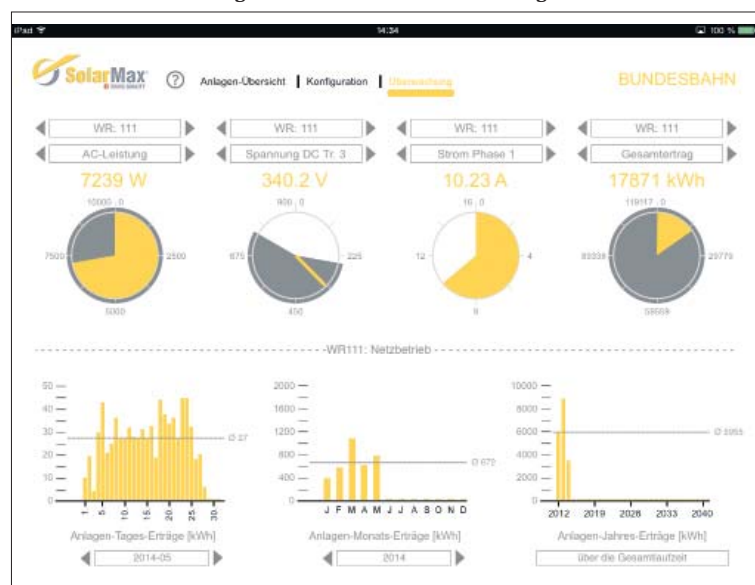 iPad 14:34 100 %
SolarMax ? Anlagen-Übersicht Konfiguration Überwachung BUNDESBAHN
WR: 111 WR: 111 WR: 111 WR: 111
AC-Leistung Spannung DC Tr. 3 Strom Phase 1 Gesamtertrag
7239 W 340.2 V 10.23 A 17871 kWh
10000 0 900 0 16 0 119117 0
7500 2500 675 225 12 4 29779
5000 450 8
WR111: Netzbetrieb
50 2000 10000
40 1600 8000
30 1200 6000
Ø 27 Ø 672
20 800 4000
10 400 2000
0 0 0
1. 5. 10. 15. 20. 25. 30. J F M A M J J A S O N D 2012 2019 2026 2033 2040
Anlagen-Tages-Erträge [kWh] Anlagen-Monats-Erträge [kWh] Anlagen-Jahres-Erträge [kWh]
2014-05 2014 über die Gesamtlaufzeit